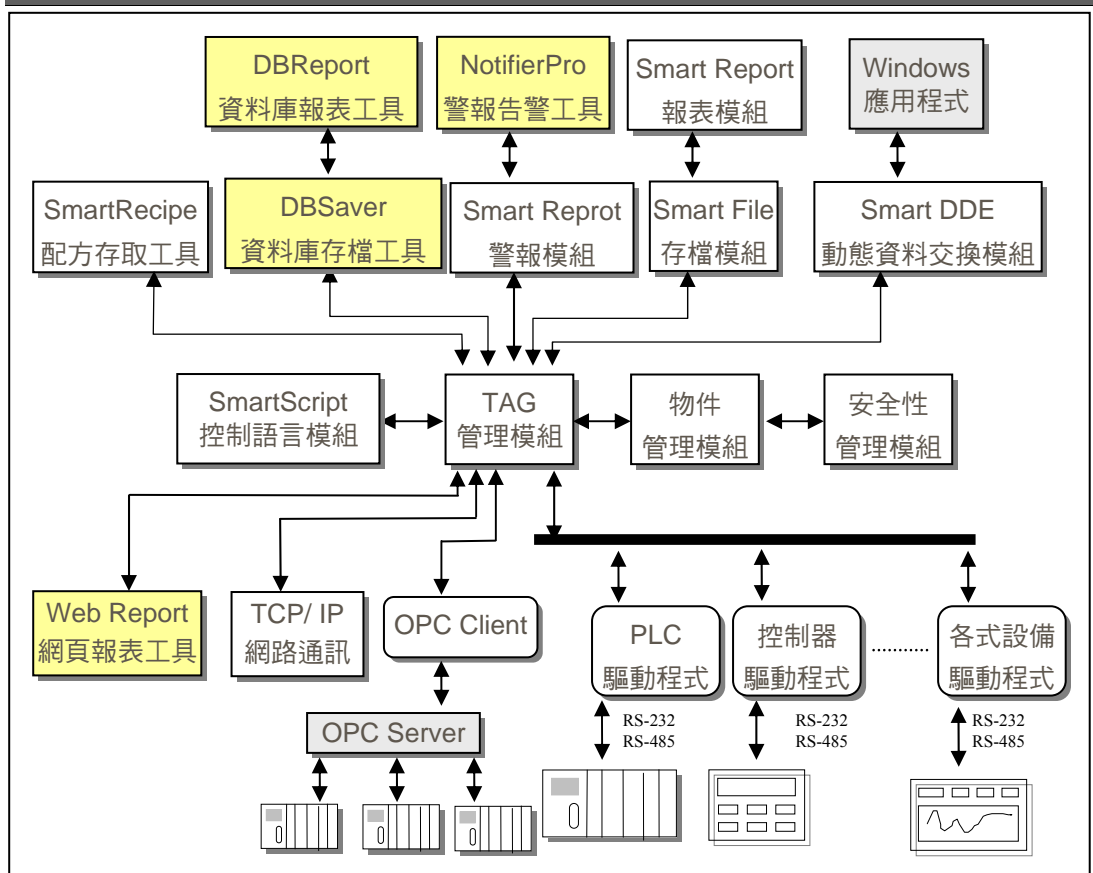 DBReport
資料庫報表工具
NotifierPro
警報告警工具
Smart Report
報表模組
Windows
應用程式
SmartRecipe
配方存取工具
DBSaver
資料庫存檔工具
Smart Reprot
警報模組
Smart File
存檔模組
Smart DDE
動態資料交換模組
SmartScript
控制語言模組
TAG
管理模組
物件
管理模組
安全性
管理模組
Web Report
網頁報表工具
TCP/ IP
網路通訊
OPC Client
PLC
驅動程式
控制器
驅動程式
...........
各式設備
驅動程式
OPC Server
RS-232
RS-485
RS-232
RS-485
RS-232
RS-485